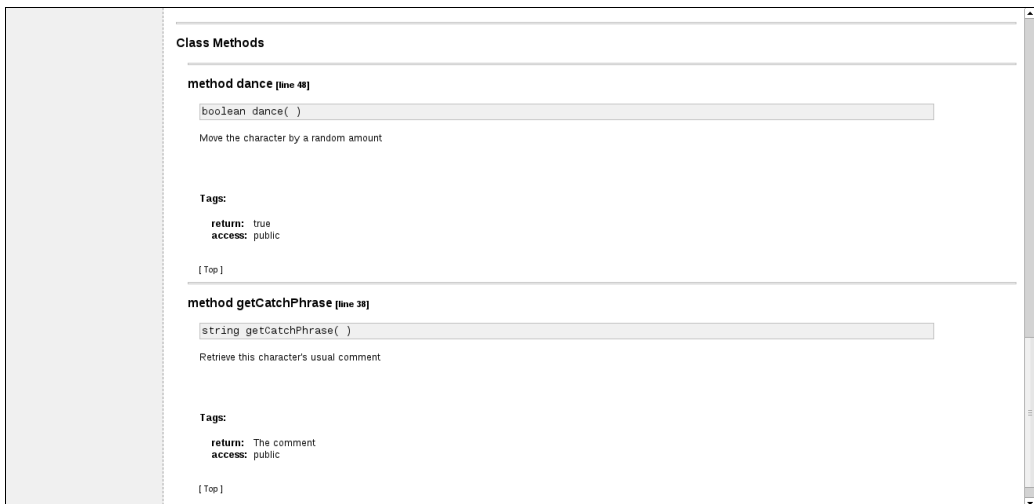 Class Methods
method dance [line 48]
boolean dance( )
Move the character by a random amount
Tags:
return: true
access: public
[ Top ]
method getCatchPhrase [line 38]
string getCatchPhrase( )
Retrieve this character's usual comment
Tags:
return: The comment
access: public
[ Top ]